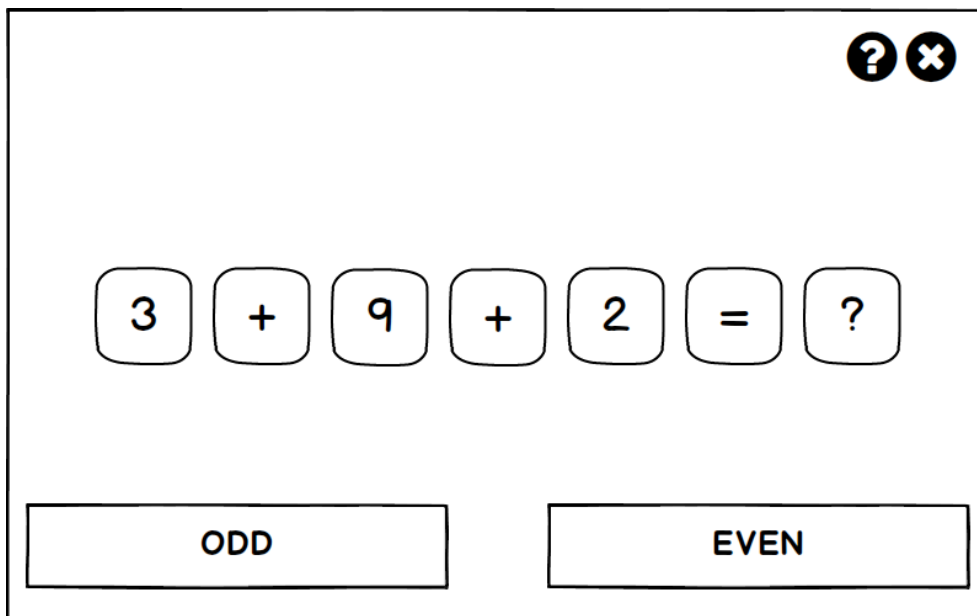 ?
3 + 9 + 2 = ?
ODD EVEN